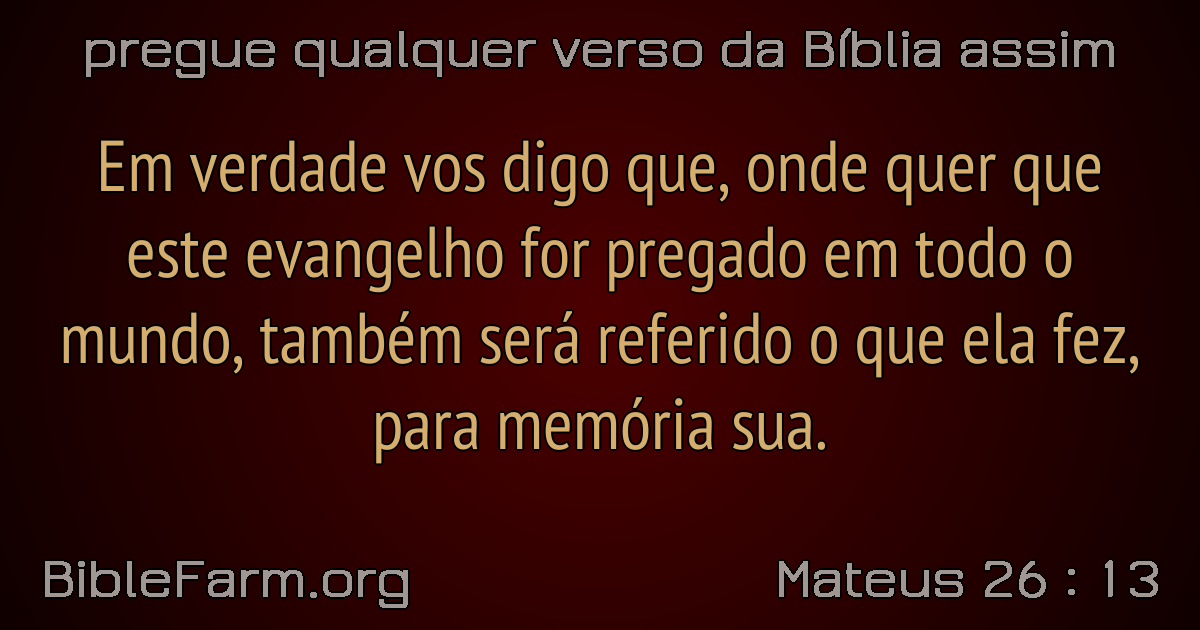 pregue qualquer verso da Bíblia assim
Em verdade vos digo que, onde quer que
este evangelho for pregado em todo o
mundo, também será referido o que ela fez,
para memória sua.
BibleFarm.org
Mateus 26 : 13